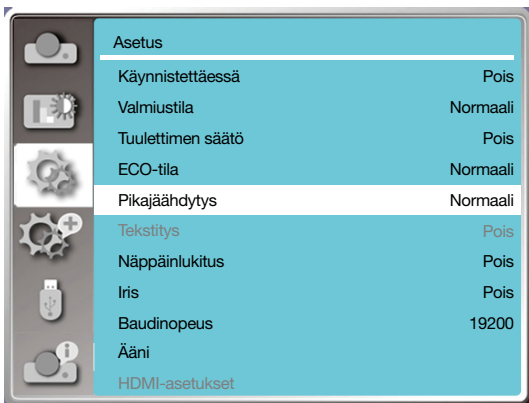 Asetus
Käynnistettäessä Pois
Valmiustila Normaali
Tuulettimen säätö Pois
ECO-tila Normaali
Pikajäähdytys Normaali
Tekstitys Pois
Näppäinlukitus Pois
Iris Pois
Baudinopeus 19200
Ääni
HDMI-asetukset